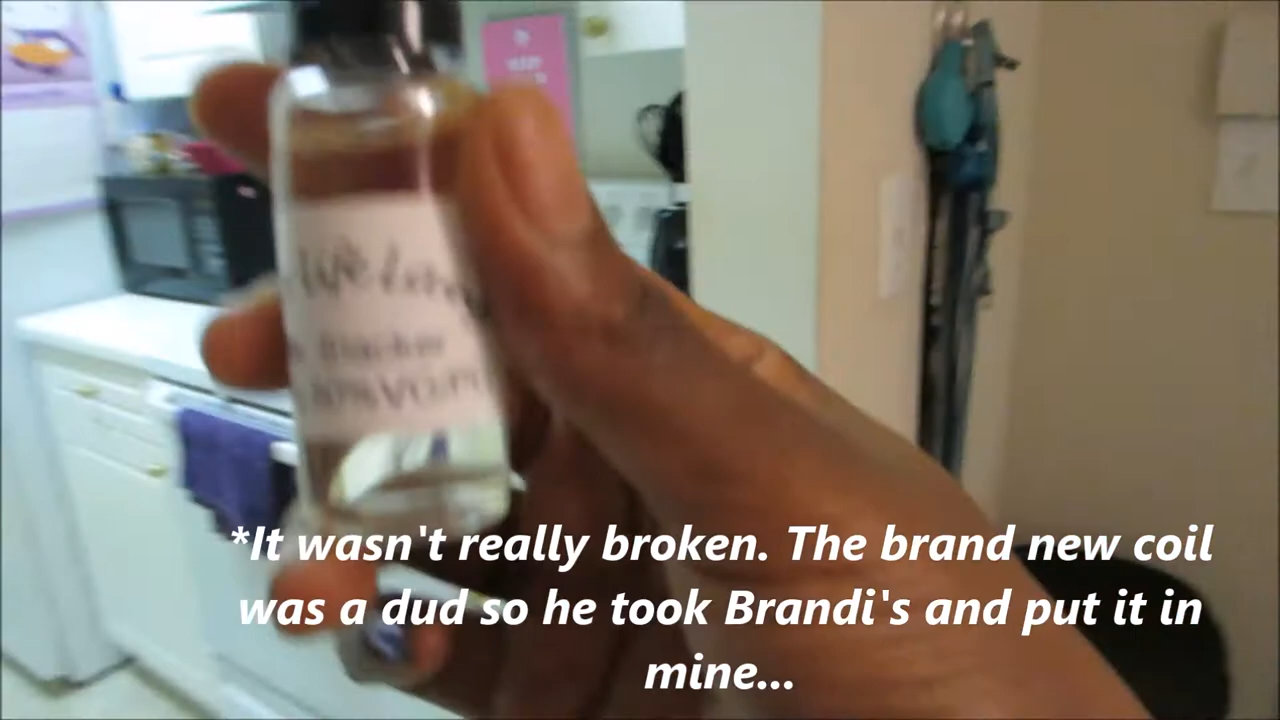 *It wasn't really broken. The brand new coil
was a dud so he took Brandi's and put it in
mine...